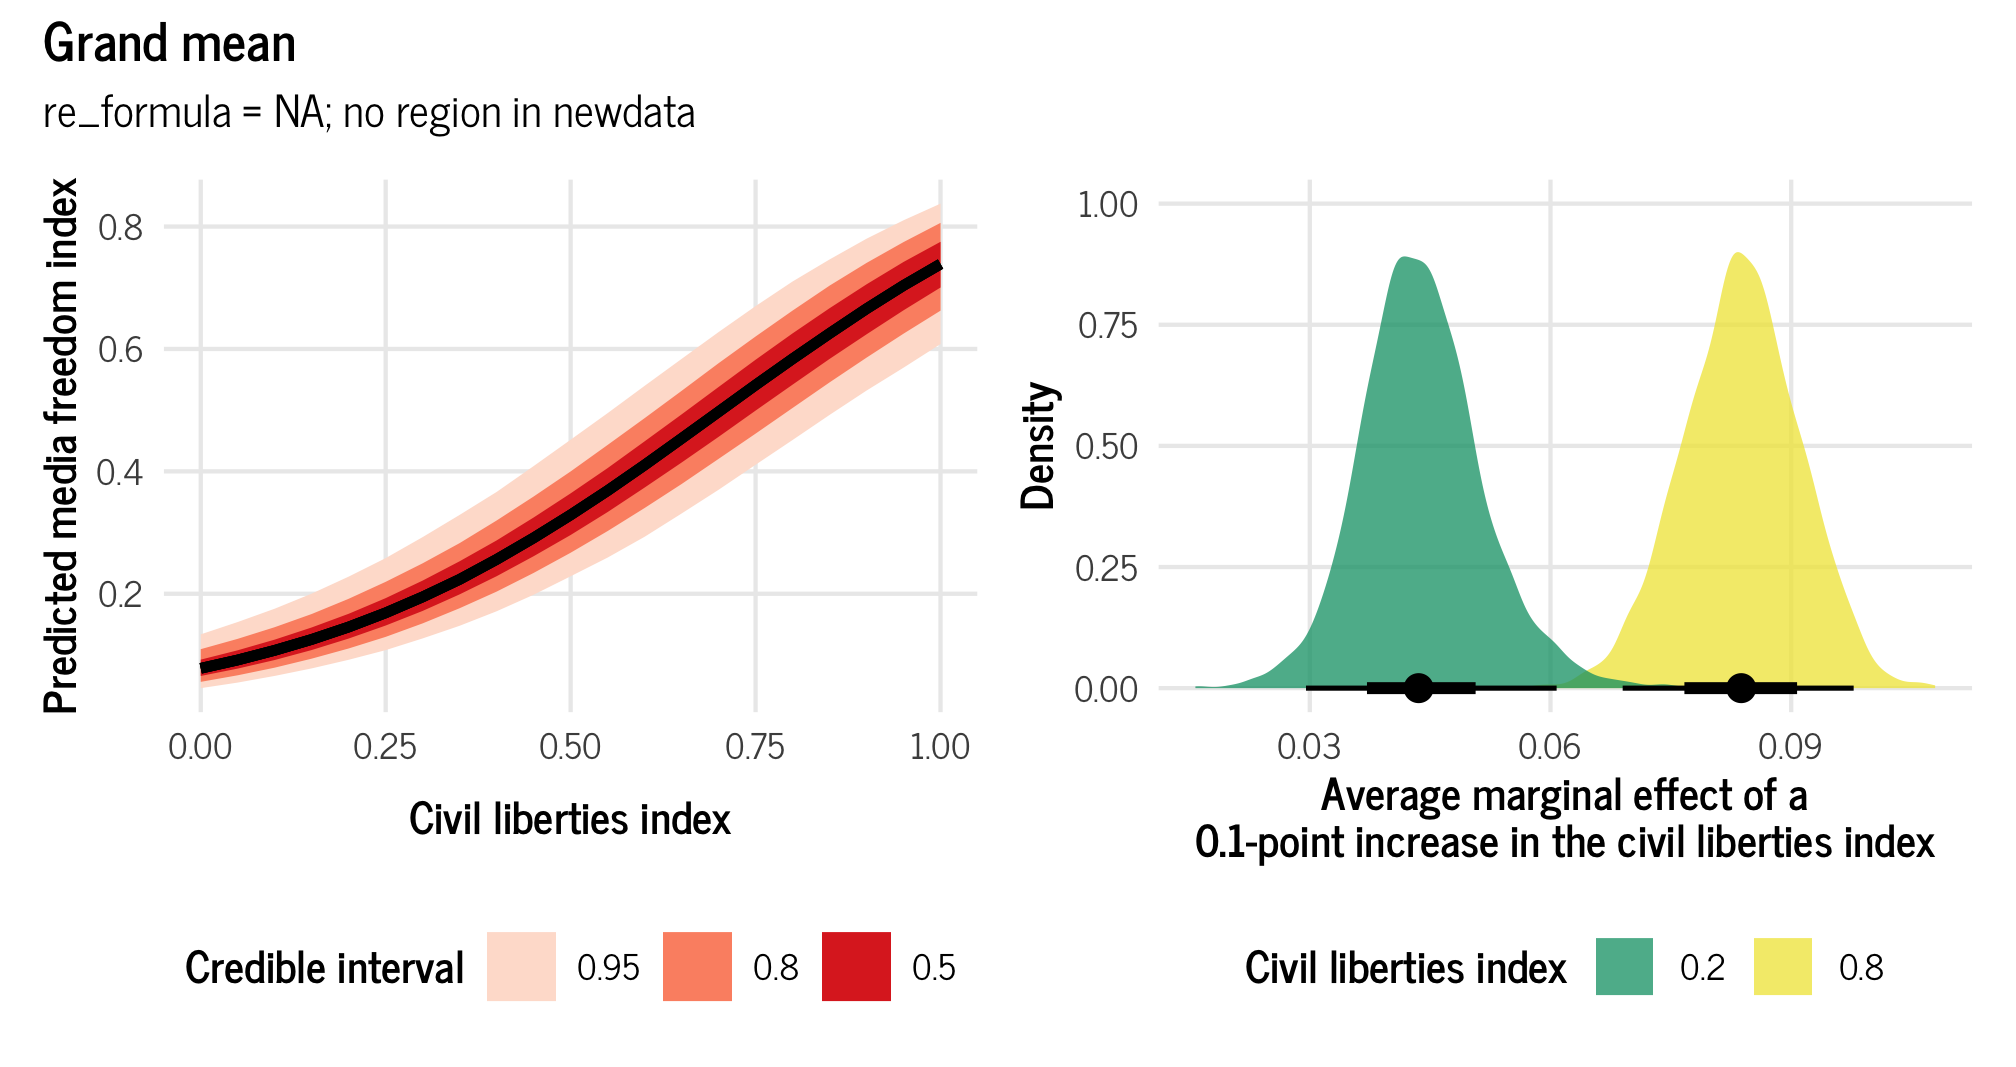 Grand mean
re_formula = NA; no region in newdata
Predicted media freedom index
0.8
0.6
0.4
0.2
0.00 0.25 0.50 0.75 1.00
Civil liberties index
Credible interval 0.95 0.8 0.5
Density
1.00
0.75
0.50
0.25
0.00
0.03 0.06 0.09
Average marginal effect of a
0.1-point increase in the civil liberties index
Civil liberties index 0.2 0.8